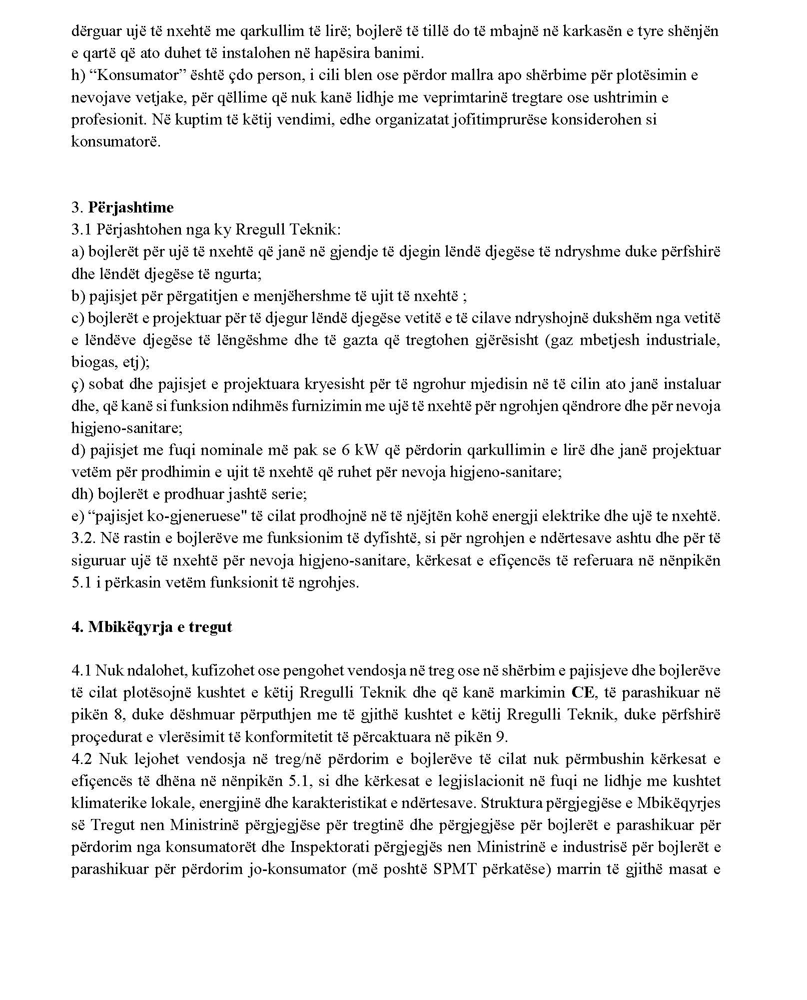 dërguar ujë të nxehtë me qarkullim të lirë; bojlerë të tillë do të mbajnë në karkasën e tyre shënjën
e qartë që ato duhet të instalohen në hapësira banimi.
h) “Konsumator” është çdo person, i cili blen ose përdor mallra apo shërbime për plotësimin e
nevojave vetjake, për qëllime që nuk kanë lidhje me veprimtarinë tregtare ose ushtrimin e
profesionit. Në kuptim të këtij vendimi, edhe organizatat jofitimprurëse konsiderohen si
konsumatorë.
3. Përjashtime
3.1 Përjashtohen nga ky Rregull Teknik:
a) bojlerët për ujë të nxehtë që janë në gjendje të djegin lëndë djegëse të ndryshme duke përfshirë
dhe lëndët djegëse të ngurta;
b) pajisjet për përgatitjen e menjëhershme të ujit të nxehtë ;
c) bojlerët e projektuar për të djegur lëndë djegëse vetitë e të cilave ndryshojnë dukshëm nga vetitë
e lëndëve djegëse të lëngëshme dhe të gazta që tregtohen gjërësisht (gaz mbetjesh industriale,
biogas, etj);
ç) sobat dhe pajisjet e projektuara kryesisht për të ngrohur mjedisin në të cilin ato janë instaluar
dhe, që kanë si funksion ndihmës furnizimin me ujë të nxehtë për ngrohjen qëndrore dhe për nevoja
higjeno-sanitare;
d) pajisjet me fuqi nominale më pak se 6 kW që përdorin qarkullimin e lirë dhe janë projektuar
vetëm për prodhimin e ujit të nxehtë që ruhet për nevoja higjeno-sanitare;
dh) bojlerët e prodhuar jashtë serie;
e) “pajisjet ko-gjeneruese" të cilat prodhojnë në të njëjtën kohë energji elektrike dhe ujë te nxehtë.
3.2. Në rastin e bojlerëve me funksionim të dyfishtë, si për ngrohjen e ndërtesave ashtu dhe për të
siguruar ujë të nxehtë për nevoja higjeno-sanitare, kërkesat e efiçencës të referuara në nënpikën
5.1 i përkasin vetëm funksionit të ngrohjes.
4. Mbikëqyrja e tregut
4.1 Nuk ndalohet, kufizohet ose pengohet vendosja në treg ose në shërbim e pajisjeve dhe bojlerëve
të cilat plotësojnë kushtet e këtij Rregulli Teknik dhe që kanë markimin CE, të parashikuar në
pikën 8, duke dëshmuar përputhjen me të gjithë kushtet e këtij Rregulli Teknik, duke përfshirë
proçedurat e vlerësimit të konformitetit të përcaktuara në pikën 9.
4.2 Nuk lejohet vendosja në treg/në përdorim e bojlerëve të cilat nuk përmbushin kërkesat e
efiçencës të dhëna në nënpikën 5.1, si dhe kërkesat e legjislacionit në fuqi ne lidhje me kushtet
klimaterike lokale, energjinë dhe karakteristikat e ndërtesave. Struktura përgjegjëse e Mbikëqyrjes
së Tregut nen Ministrinë përgjegjëse për tregtinë dhe përgjegjëse për bojlerët e parashikuar për
përdorim nga konsumatorët dhe Inspektorati përgjegjës nen Ministrinë e industrisë për bojlerët e
parashikuar për përdorim jo-konsumator (më poshtë SPMT përkatëse) marrin të gjithë masat e